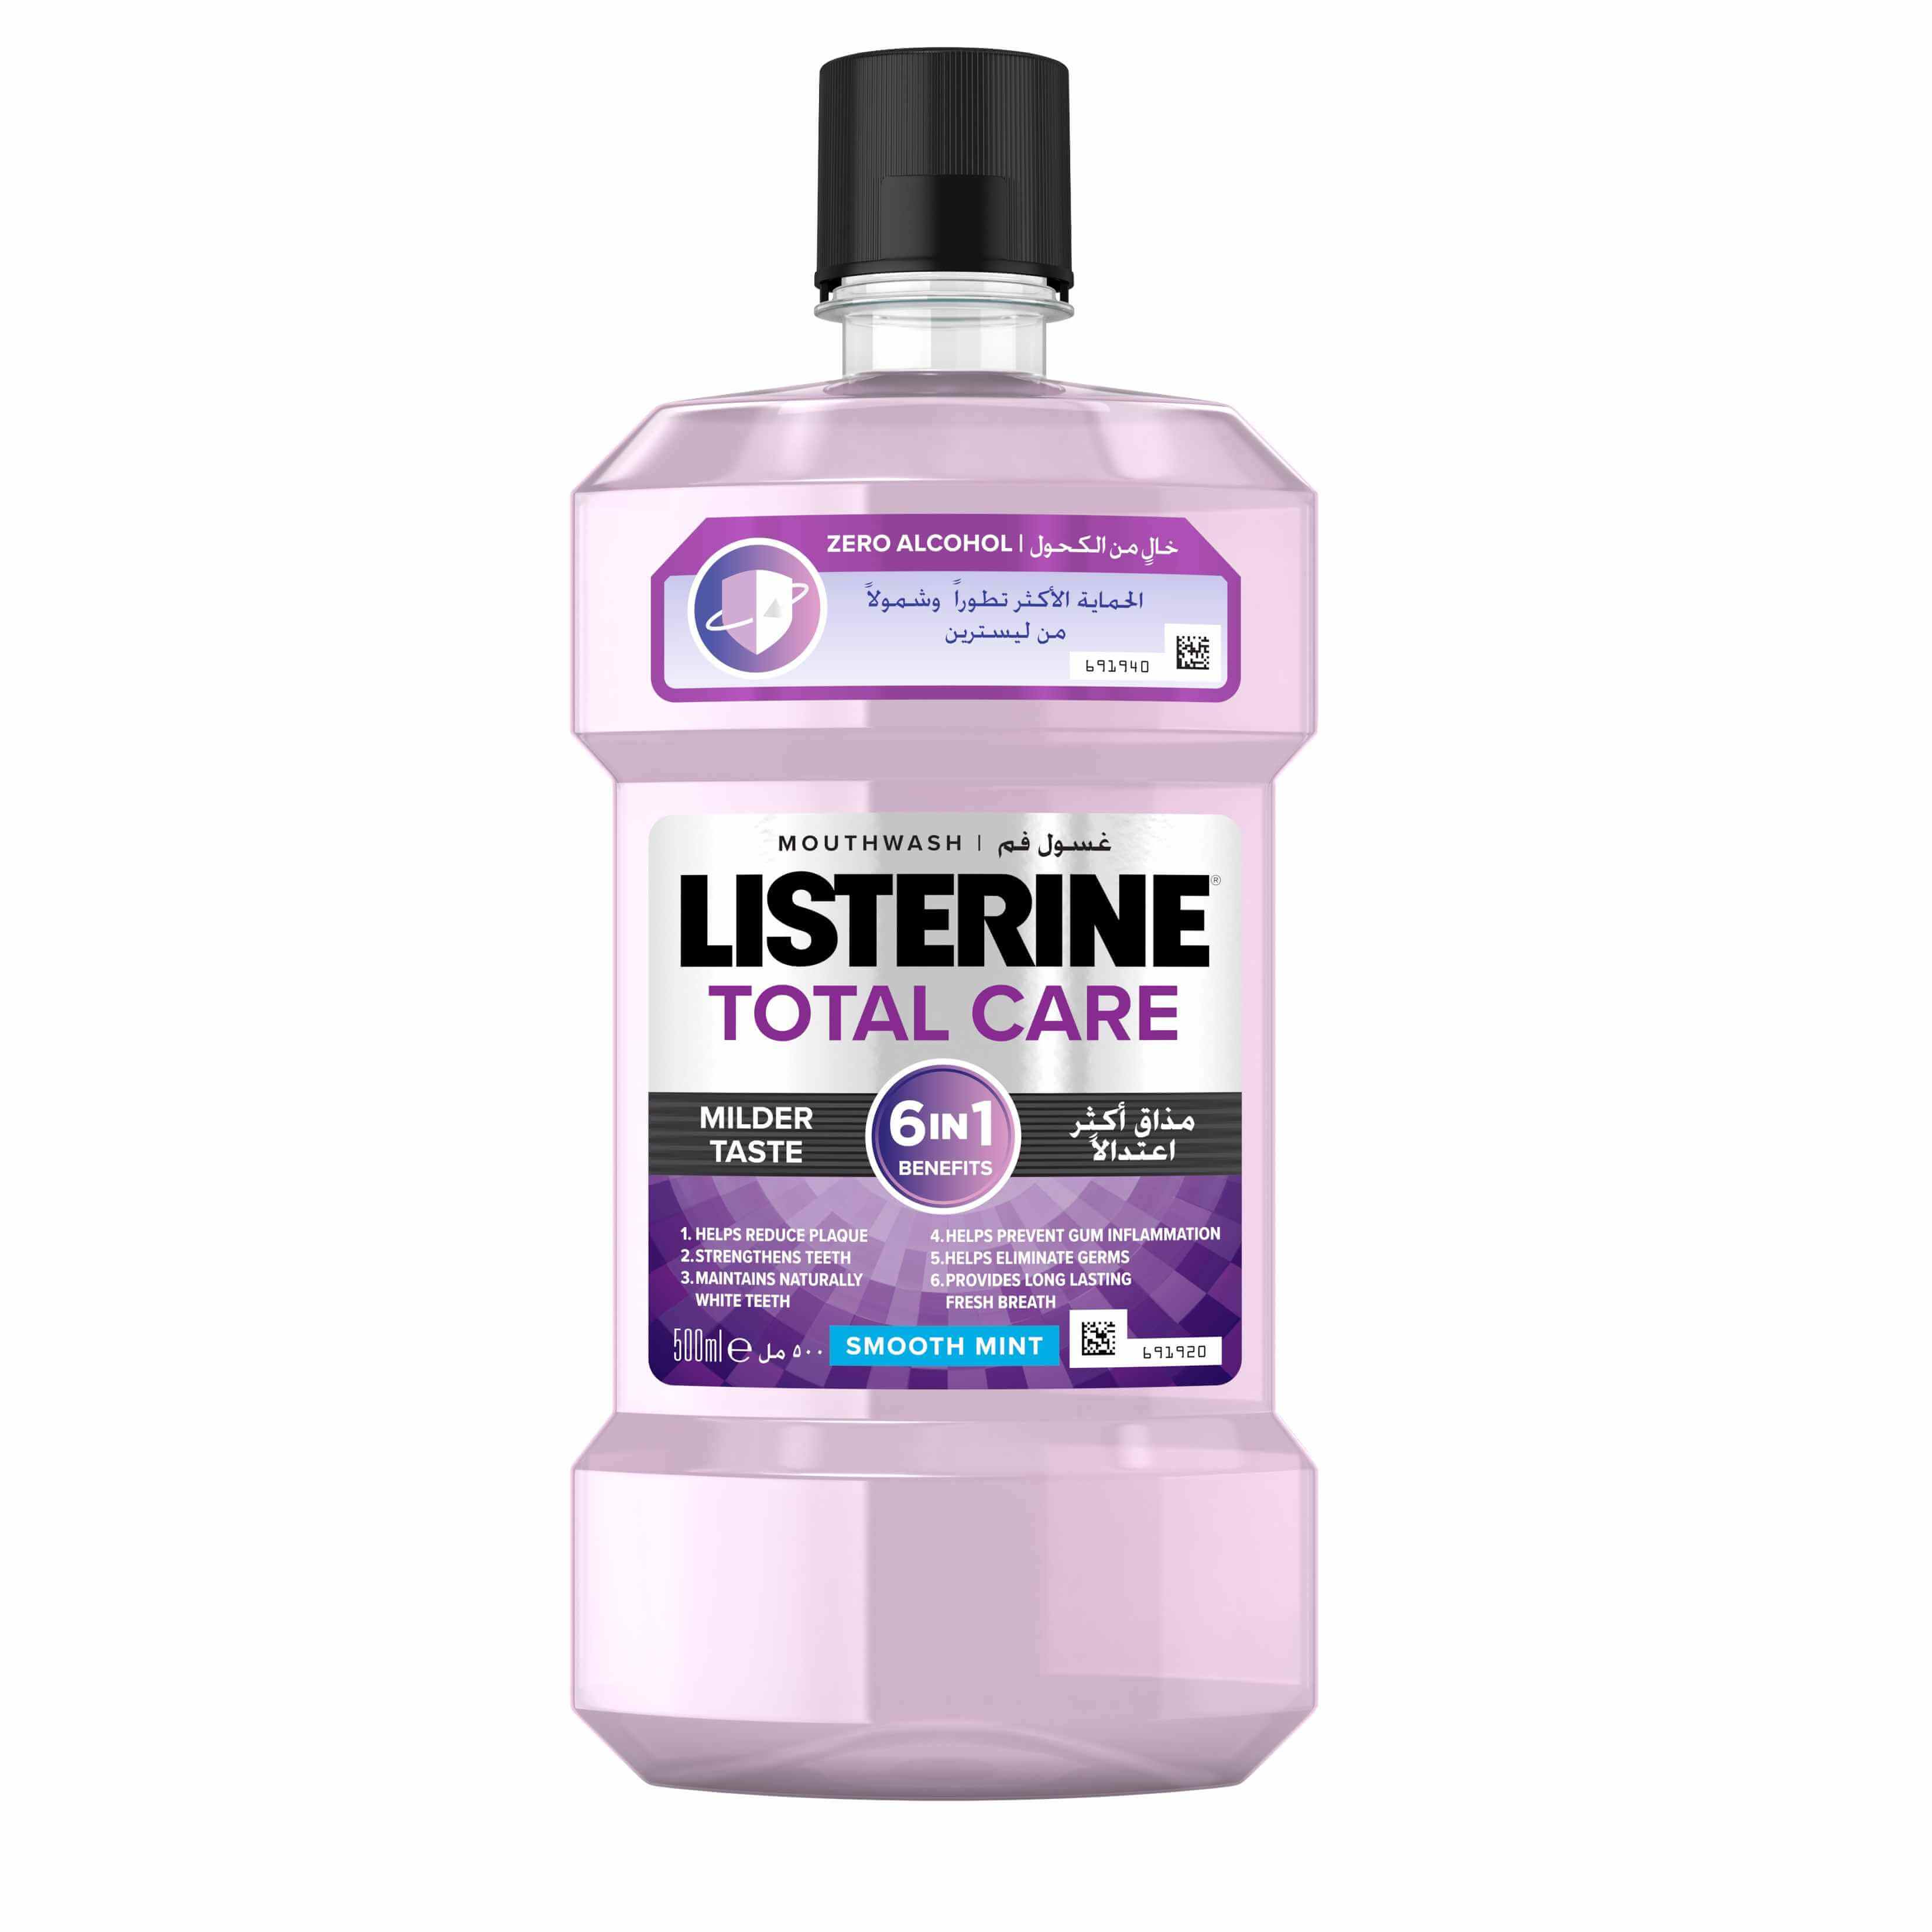 ZERO ALCOHOL | خالٍ من الكحول
الحماية الأكثر تطوراً وشمولاً
من ليسترين
691940
MOUTHWASH | غسول فم
LISTERINE®
TOTAL CARE
MILDER
TASTE
6IN1
BENEFITS
مذاق أكثر
اعتدالاً
1. HELPS REDUCE PLAQUE
2.STRENGTHENS TEETH
3.MAINTAINS NATURALLY
WHITE TEETH
4.HELPS PREVENT GUM INFLAMMATION
5.HELPS ELIMINATE GERMS
6.PROVIDES LONG LASTING
FRESH BREATH
500ml e ٥٠٠ مل
SMOOTH MINT
691920